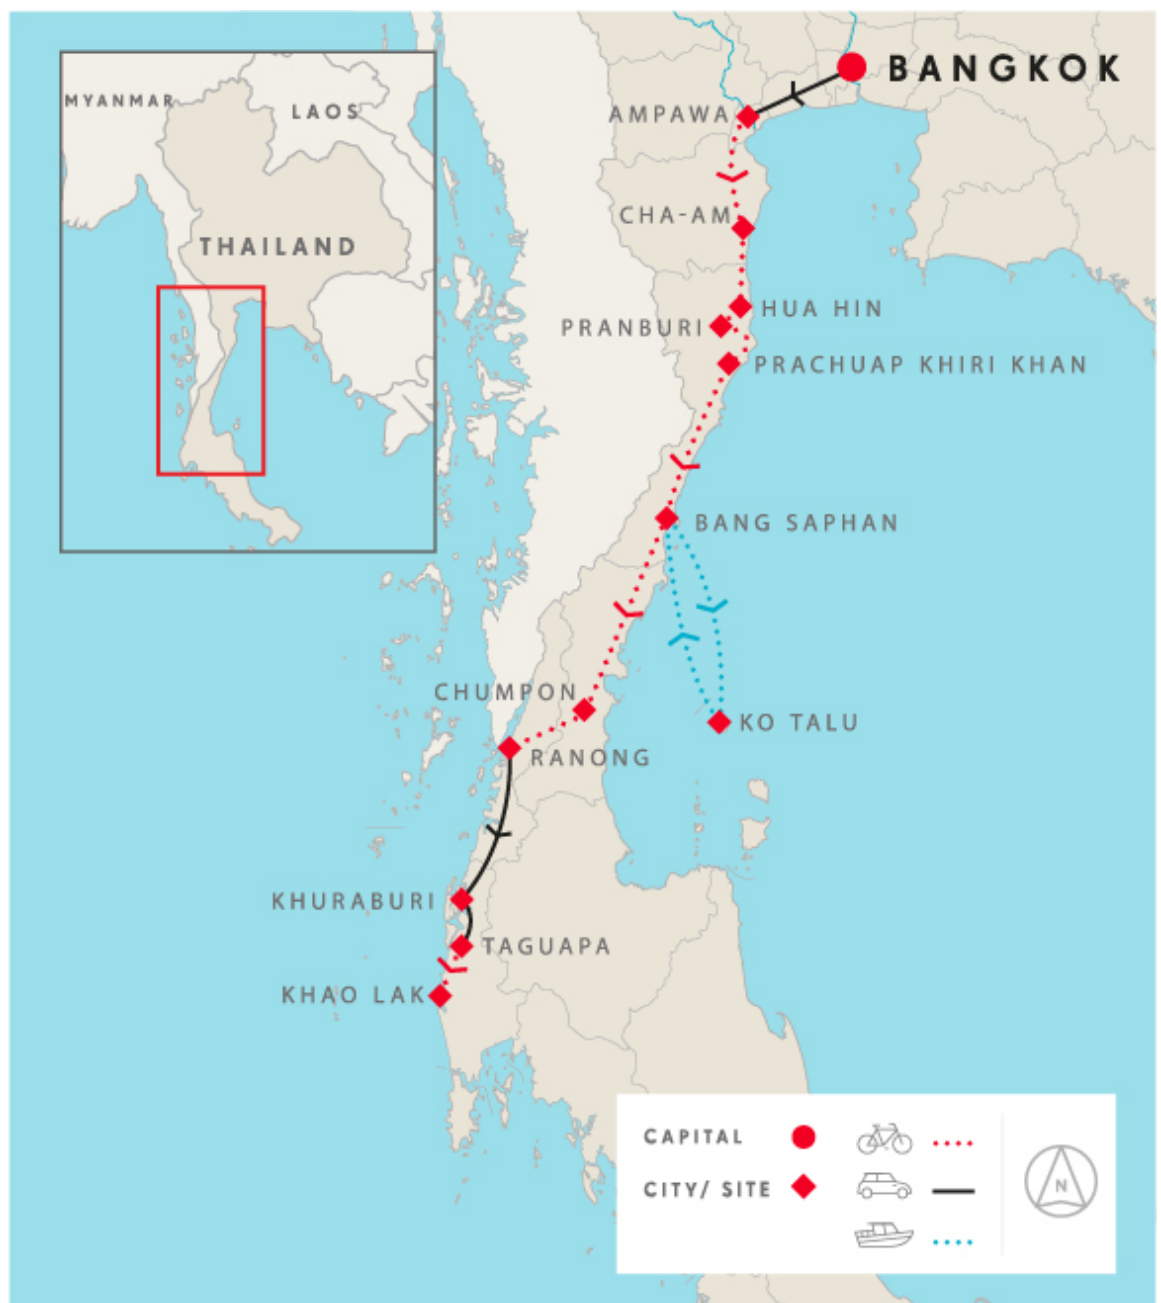 BANGKOK
AMPAWA
CHA-AM
HUA HIN
PRANBURI
PRACHUAP KHIRI KHAN
BANG SAPHAN
CHUMPON
KO TALU
RANONG
KHURABURI
TAGUAPA
KHAO LAK
MYANMAR
LAOS
THAILAND
CAPITAL
CITY/ SITE
N